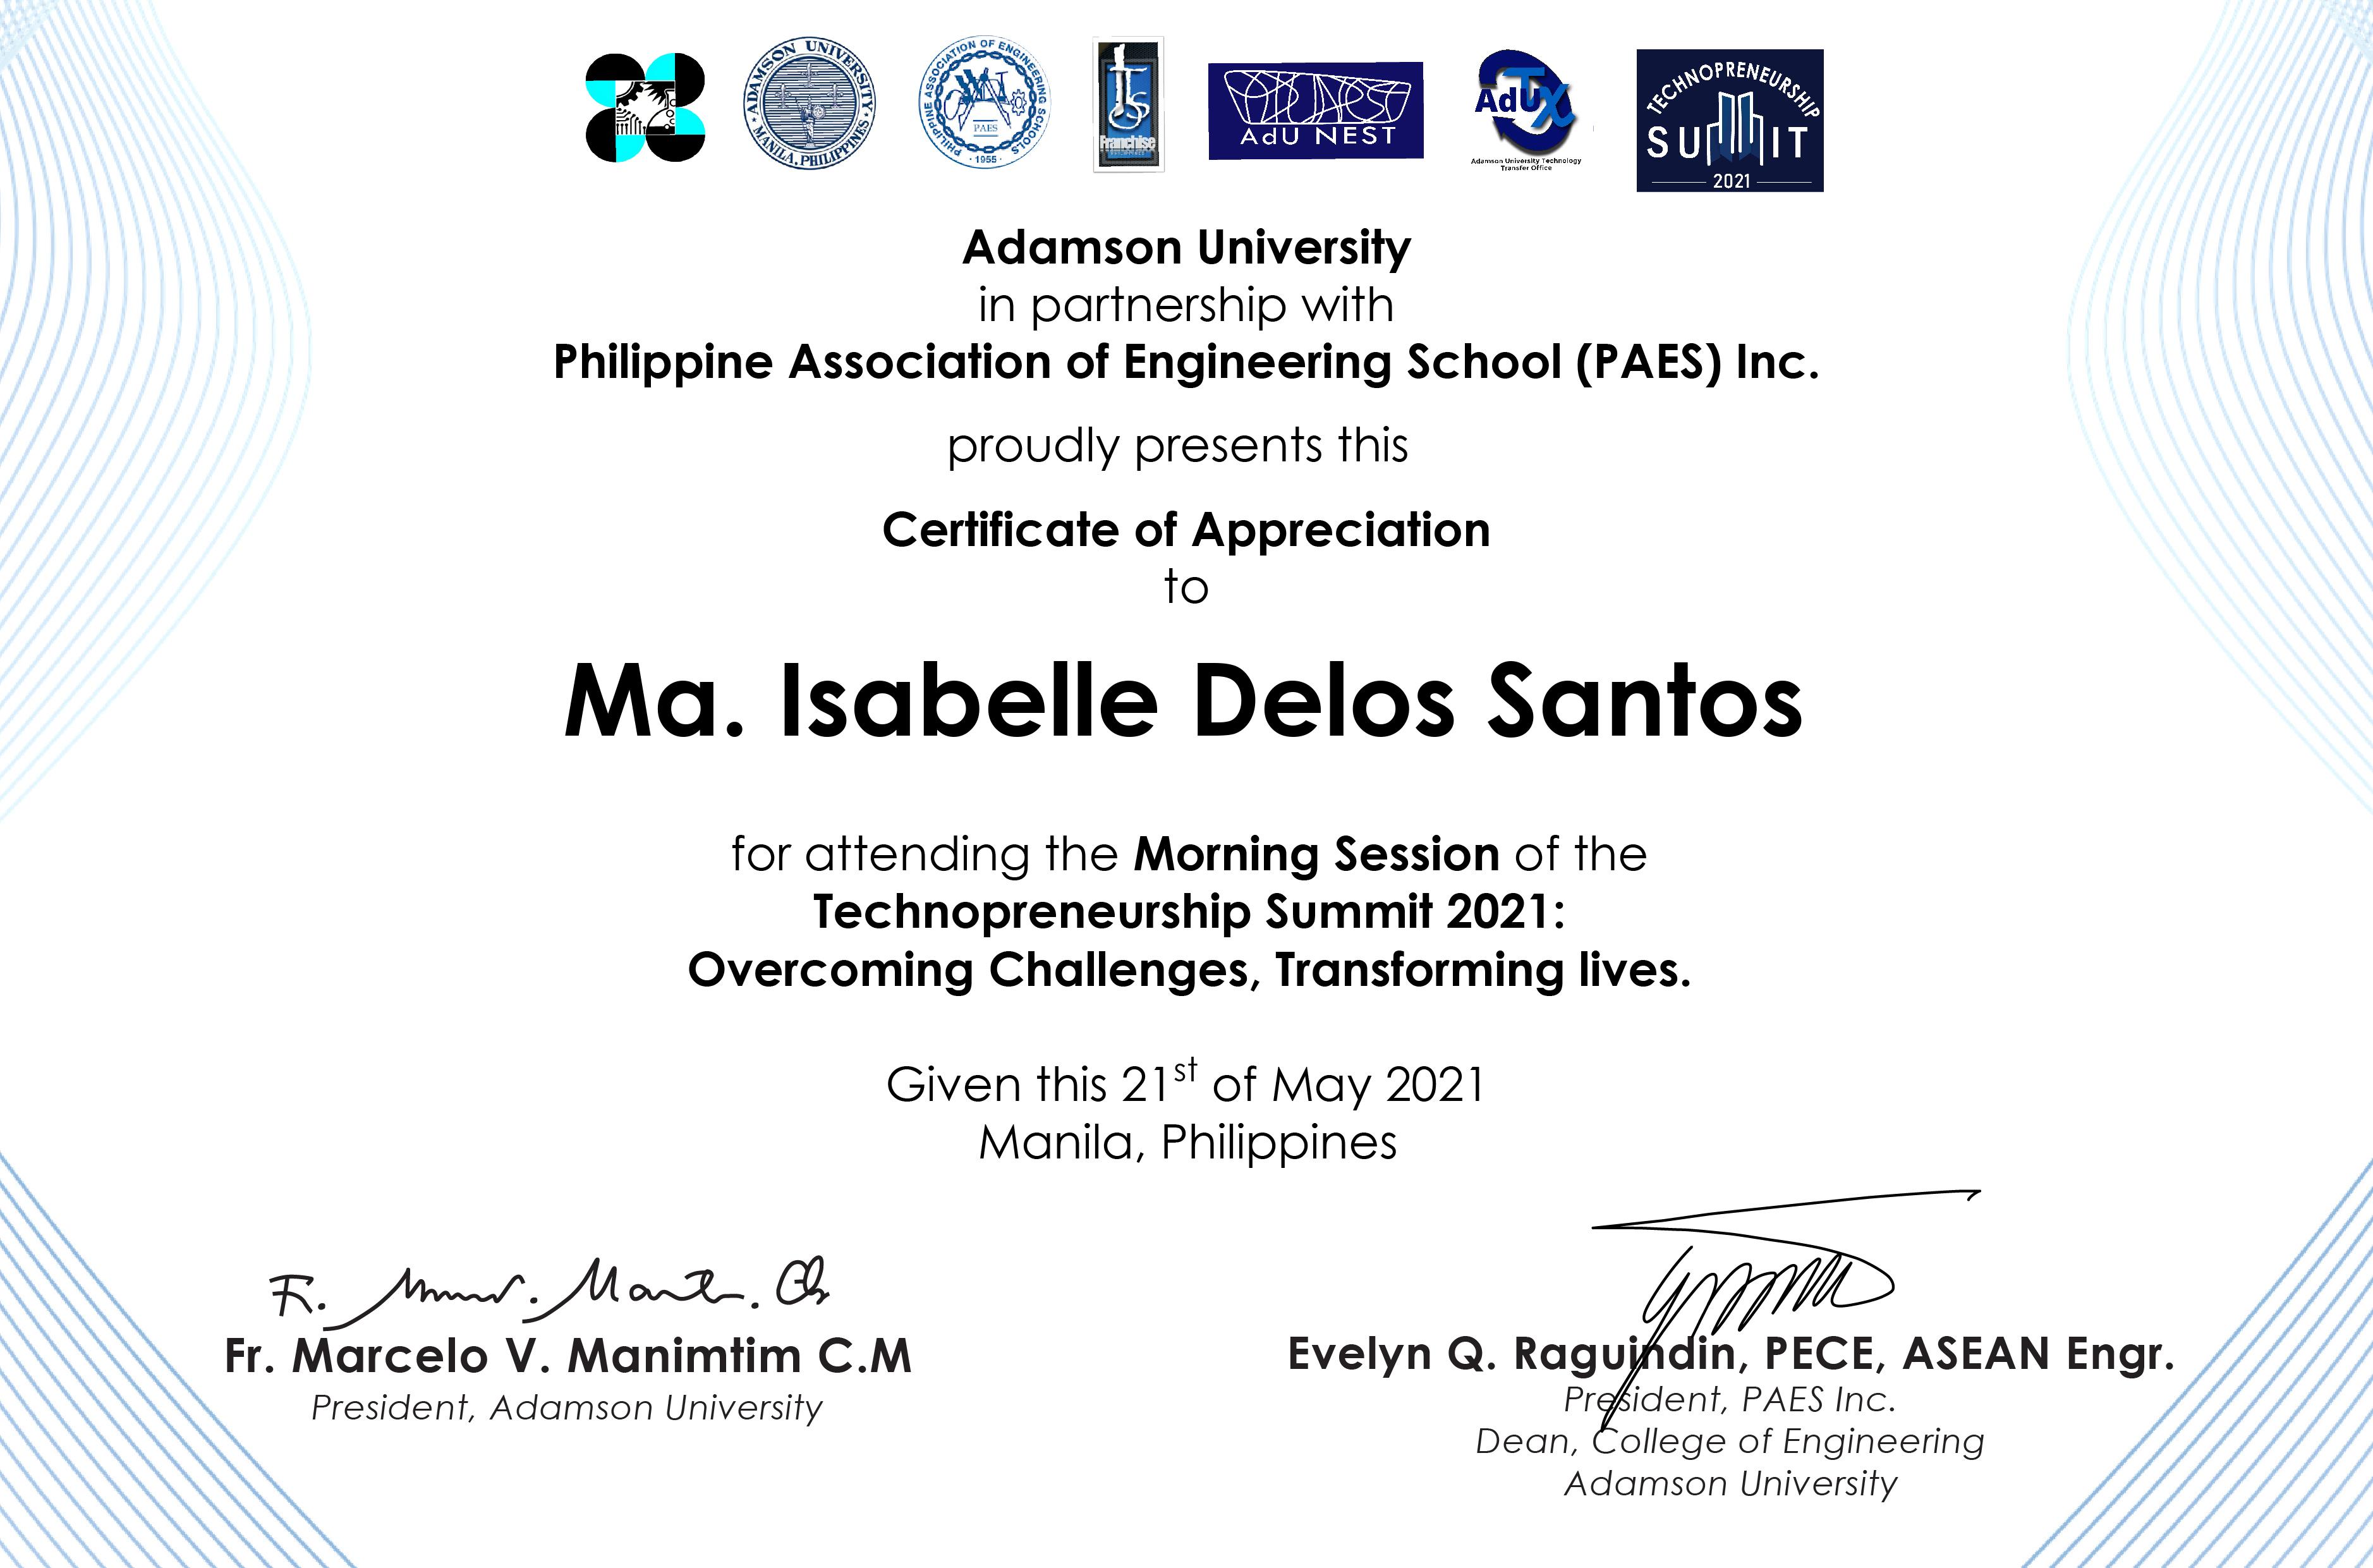 ADAMSON UNIVERSITY
MANILA, PHILIPPINES
PHILIPPINE ASSOCIATION OF ENGINEERING SCHOOLS
PAES
1955
Franchise
AdU NEST
AdUTX
Adamson University Technology
Transfer Office
TECHNOPRENEURSHIP
SUMMIT
2021
Adamson University
in partnership with
Philippine Association of Engineering School (PAES) Inc.
proudly presents this
Certificate of Appreciation
to
Ma. Isabelle Delos Santos
for attending the Morning Session of the
Technopreneurship Summit 2021:
Overcoming Challenges, Transforming lives.
Given this 21st of May 2021
Manila, Philippines
Fr. Marcelo V. Manimtim C.M
President, Adamson University
Evelyn Q. Raguindin, PECE, ASEAN Engr.
President, PAES Inc.
Dean, College of Engineering
Adamson University